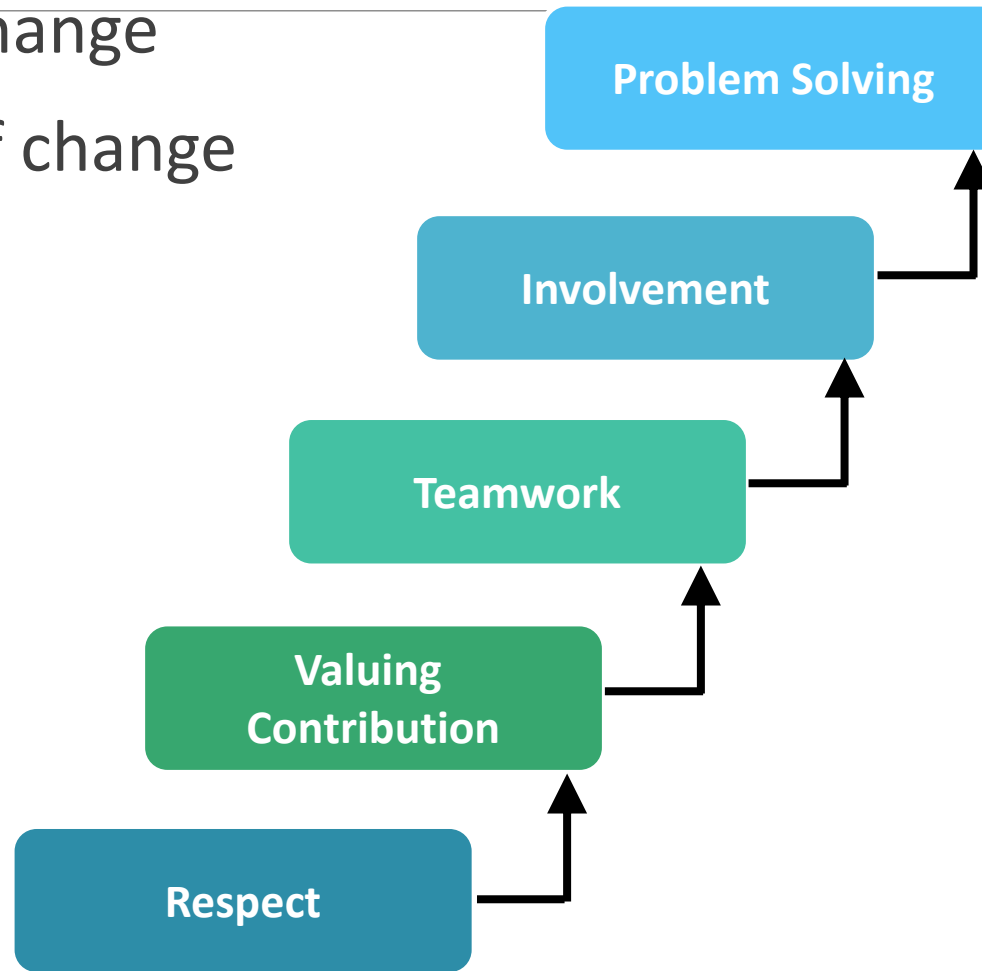 hange
Problem Solving
f change
Involvement
Teamwork
Valuing
Contribution
Respect